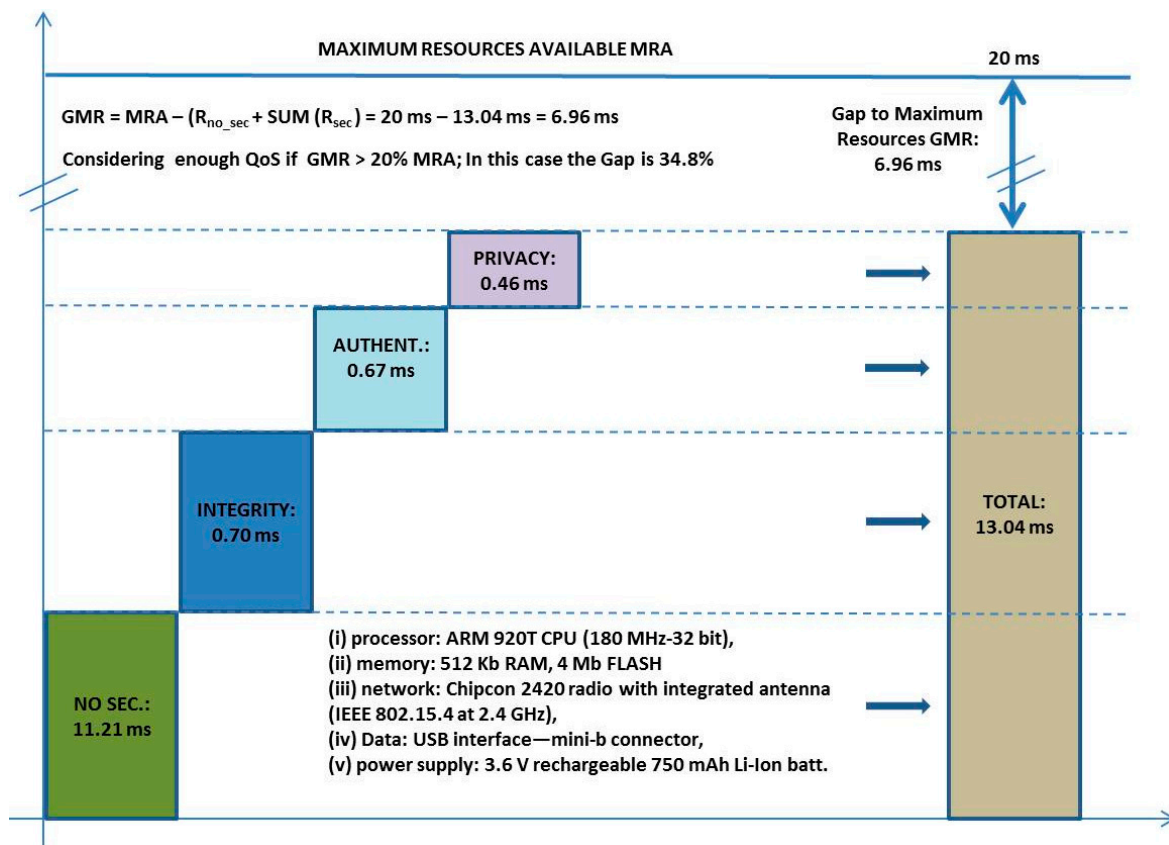 MAXIMUM RESOURCES AVAILABLE MRA
20 ms
GMR = MRA – (Rno_sec + SUM (Rsec) = 20 ms – 13.04 ms = 6.96 ms
Considering enough QoS if GMR > 20% MRA; In this case the Gap is 34.8%
Gap to Maximum
Resources GMR:
6.96 ms
PRIVACY:
0.46 ms
AUTHENT.:
0.67 ms
INTEGRITY:
0.70 ms
TOTAL:
13.04 ms
NO SEC.:
11.21 ms
(i) processor: ARM 920T CPU (180 MHz-32 bit),
(ii) memory: 512 Kb RAM, 4 Mb FLASH
(iii) network: Chipcon 2420 radio with integrated antenna
(IEEE 802.15.4 at 2.4 GHz),
(iv) Data: USB interface—mini-b connector,
(v) power supply: 3.6 V rechargeable 750 mAh Li-Ion batt.